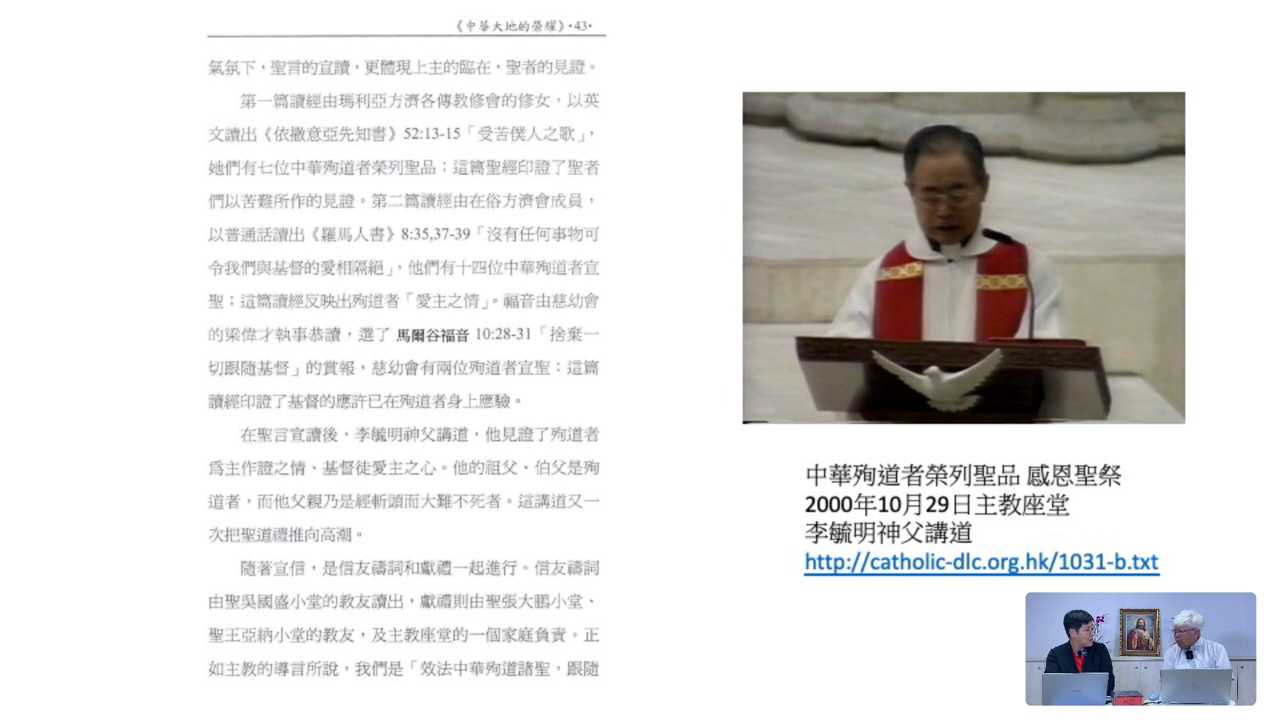 《中華大地的榮耀》·43·
氣氛下，聖言的宣讀，更體現上主的臨在，聖者的見證。
第一篇讀經由瑪利亞方濟各傳教修會的修女，以英
文讀出《依撒意亞先知書》52:13-15「受苦僕人之歌」，
她們有七位中華殉道者榮列聖品；這篇聖經印證了聖者
們以苦難所作的見證。第二篇讀經由在俗方濟會成員，
以普通話讀出《羅馬人書》8:35,37-39「沒有任何事物可
令我們與基督的愛相隔絕」，他們有十四位中華殉道者宣
聖；這篇讀經反映出殉道者「愛主之情」。福音由慈幼會
的梁偉才執事恭讀，選了 馬爾谷福音 10:28-31「捨棄一
切跟隨基督」的賞報，慈幼會有兩位殉道者宣聖；這篇
讀經印證了基督的應許已在殉道者身上應驗。
在聖言宣讀後，李毓明神父講道，他見證了殉道者
爲主作證之情、基督徒愛主之心。他的祖父、伯父是殉
道者，而他父親乃是經斬頭而大難不死者。這講道又一
次把聖道禮推向高潮。
隨著宣信，是信友禱詞和獻禮一起進行。信友禱詞
由聖吳國盛小堂的教友讀出，獻禮則由聖張大鵬小堂、
聖王亞納小堂的教友，及主教座堂的一個家庭負責。正
如主教的導言所說，我們是「效法中華殉道諸聖，跟隨
中華殉道者榮列聖品 感恩聖祭
2000年10月29日主教座堂
李毓明神父講道
http://catholic-dlc.org.hk/1031-b.txt